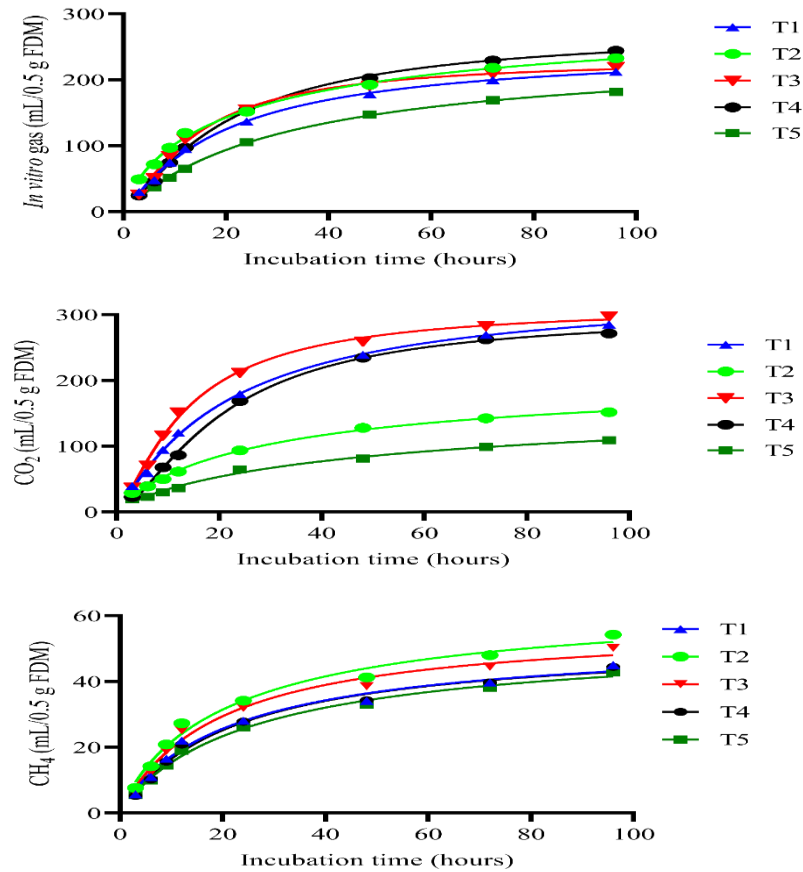 In vitro gas (mL/0.5 g FDM)
300
200
100
0
0 20 40 60 80 100
Incubation time (hours)
T1
T2
T3
T4
T5
CO₂ (mL/0.5 g FDM)
300
200
100
0
0 20 40 60 80 100
Incubation time (hours)
T1
T2
T3
T4
T5
CH₄ (mL/0.5 g FDM)
60
40
20
0
0 20 40 60 80 100
Incubation time (hours)
T1
T2
T3
T4
T5